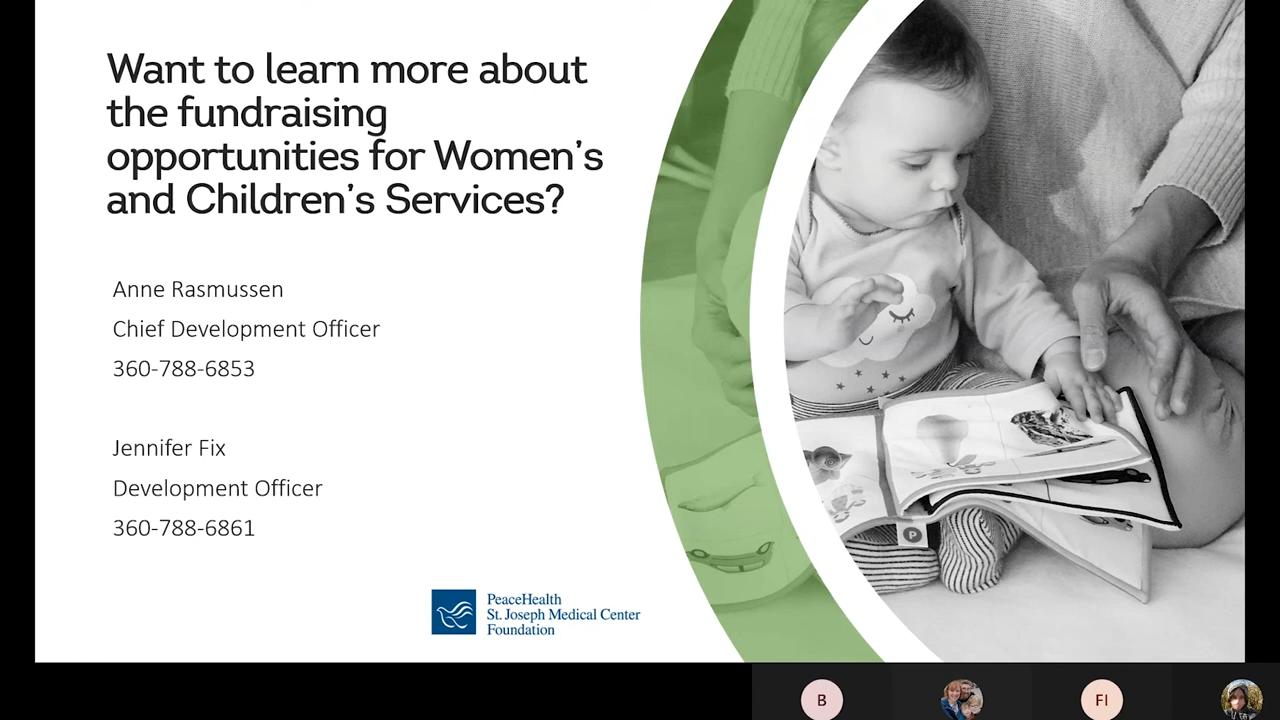 Want to learn more about
the fundraising
opportunities for Women's
and Children's Services?
Anne Rasmussen
Chief Development Officer
360-788-6853
Jennifer Fix
Development Officer
360-788-6861
PeaceHealth
St. Joseph Medical Center
Foundation
P
B
FI